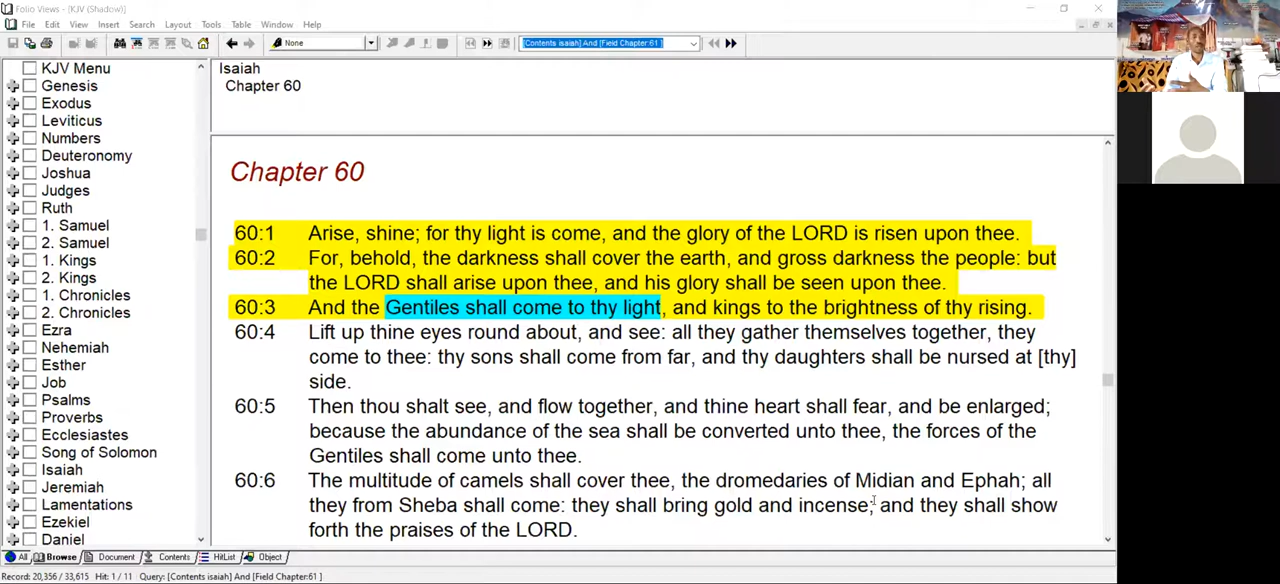 Folio Views - [KJV (Shadow)]
File Edit View Insert Search Layout Tools Table Window Help
None
[Contents isaiah] And [Field Chapter:61 ]
KJV Menu
Genesis
Exodus
Leviticus
Numbers
Deuteronomy
Joshua
Judges
Ruth
1. Samuel
2. Samuel
1. Kings
2. Kings
1. Chronicles
2. Chronicles
Ezra
Nehemiah
Esther
Job
Psalms
Proverbs
Ecclesiastes
Song of Solomon
Isaiah
Jeremiah
Lamentations
Ezekiel
Daniel
Isaiah
Chapter 60
Chapter 60
60:1 Arise, shine; for thy light is come, and the glory of the LORD is risen upon thee.
60:2 For, behold, the darkness shall cover the earth, and gross darkness the people: but
the LORD shall arise upon thee, and his glory shall be seen upon thee.
60:3 And the Gentiles shall come to thy light, and kings to the brightness of thy rising.
60:4 Lift up thine eyes round about, and see: all they gather themselves together, they
come to thee: thy sons shall come from far, and thy daughters shall be nursed at [thy]
side.
60:5 Then thou shalt see, and flow together, and thine heart shall fear, and be enlarged;
because the abundance of the sea shall be converted unto thee, the forces of the
Gentiles shall come unto thee.
60:6 The multitude of camels shall cover thee, the dromedaries of Midian and Ephah; all
they from Sheba shall come: they shall bring gold and incense; and they shall show
forth the praises of the LORD.
All Browse Document Contents HitList Object
Record: 20,356 / 33,615 Hit: 1 / 11 Query: [Contents isaiah] And [Field Chapter:61 ]